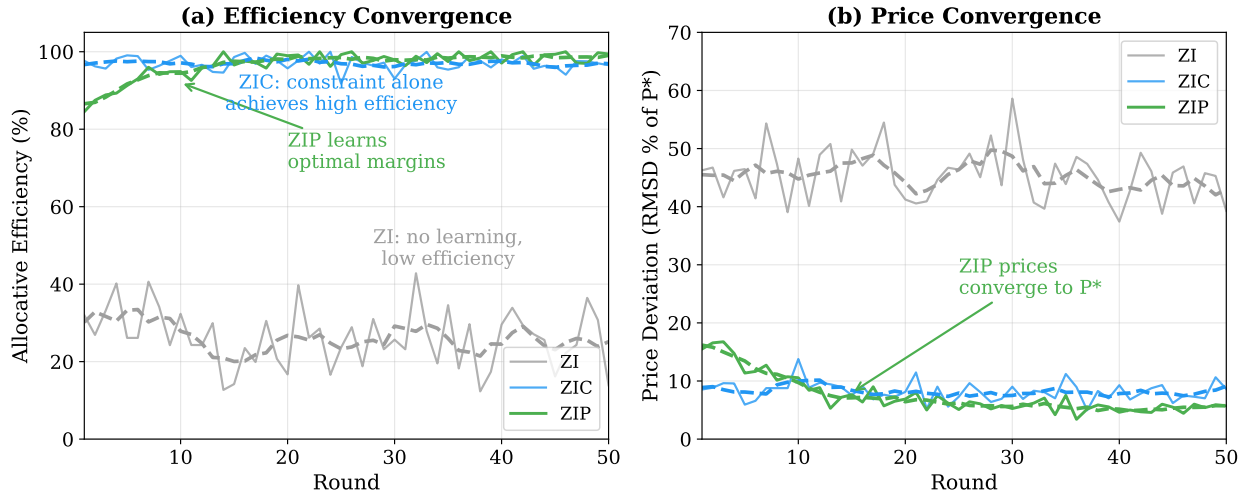 (a) Efficiency Convergence
Allocative Efficiency (%)
100
80
60
40
20
0
ZIC: constraint alone
achieves high efficiency
ZIP learns
optimal margins
ZI: no learning,
low efficiency
ZI
ZIC
ZIP
10
20
30
40
50
Round
(b) Price Convergence
Price Deviation (RMSD % of P*)
70
60
50
40
30
20
10
0
ZI
ZIC
ZIP
ZIP prices
converge to P*
10
20
30
40
50
Round